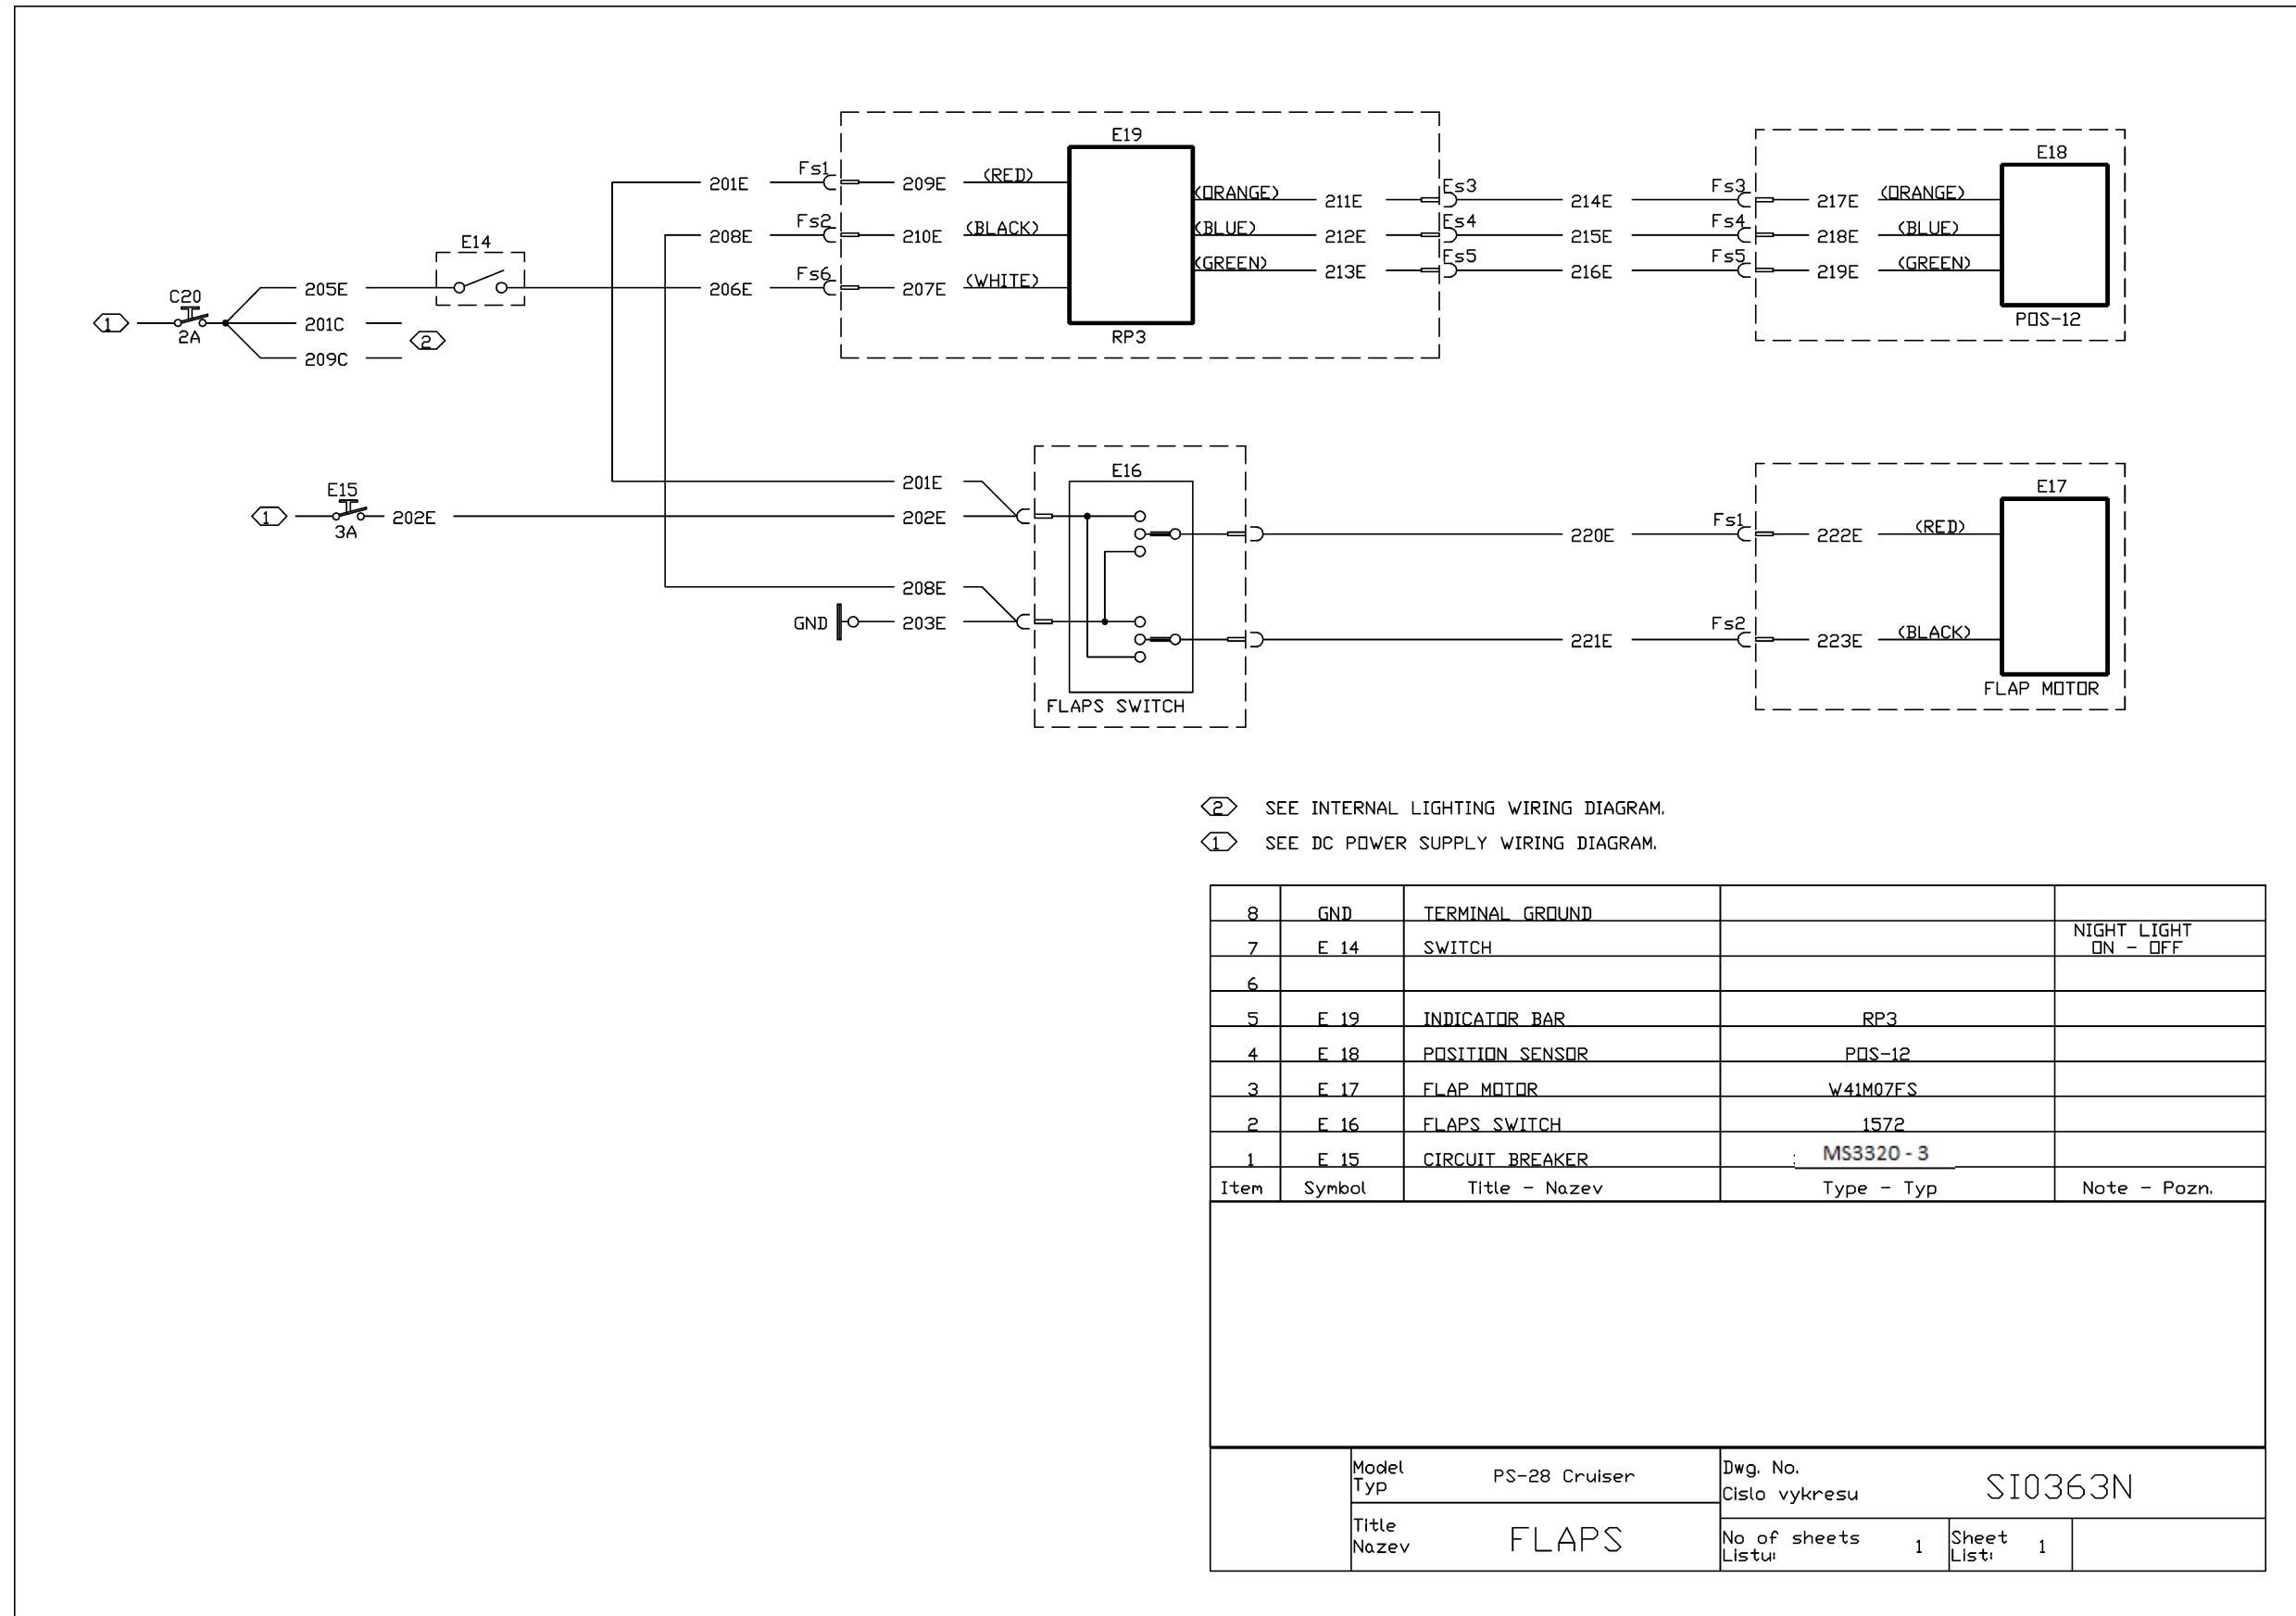 E19
E18
Fs1
201E
209E
(RED)
(ORANGE)
211E
Fs3
214E
Fs3
217E
(ORANGE)
Fs2
208E
210E
(BLACK)
(BLUE)
212E
Fs4
215E
Fs4
218E
(BLUE)
E14
Fs6
206E
207E
(WHITE)
(GREEN)
213E
Fs5
216E
Fs5
219E
(GREEN)
C20
205E
1
2A
201C
2
209C
RP3
POS-12
E16
E17
E15
201E
1
3A
202E
202E
220E
Fs1
222E
(RED)
208E
GND
203E
221E
Fs2
223E
(BLACK)
FLAPS SWITCH
FLAP MOTOR
2 SEE INTERNAL LIGHTING WIRING DIAGRAM.
1 SEE DC POWER SUPPLY WIRING DIAGRAM.
8 GND TERMINAL GROUND
7 E 14 SWITCH NIGHT LIGHT
ON - OFF
6
5 E 19 INDICATOR BAR RP3
4 E 18 POSITION SENSOR POS-12
3 E 17 FLAP MOTOR W41M07FS
2 E 16 FLAPS SWITCH 1572
1 E 15 CIRCUIT BREAKER MS3320 - 3
Item Symbol Title - Nazev Type - Typ Note - Pozn.
Model
Typ
PS-28 Cruiser
Dwg. No.
Cislo vykresu
SI0363N
Title
Nazev
FLAPS
No of sheets
Listu:
1
Sheet
List:
1